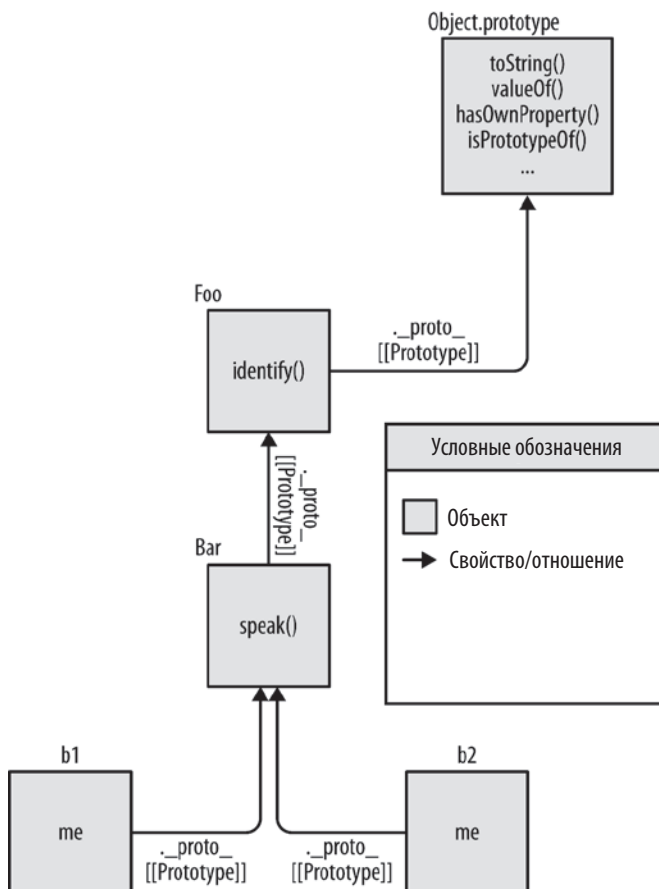 Object.prototype
toString()
valueOf()
hasOwnProperty()
isPrototypeOf()
...
Foo
identify()
._proto_
[[Prototype]]
._proto_
[[Prototype]]
Условные обозначения
Объект
Свойство/отношение
Bar
speak()
b1
me
._proto_
[[Prototype]]
b2
me
._proto_
[[Prototype]]